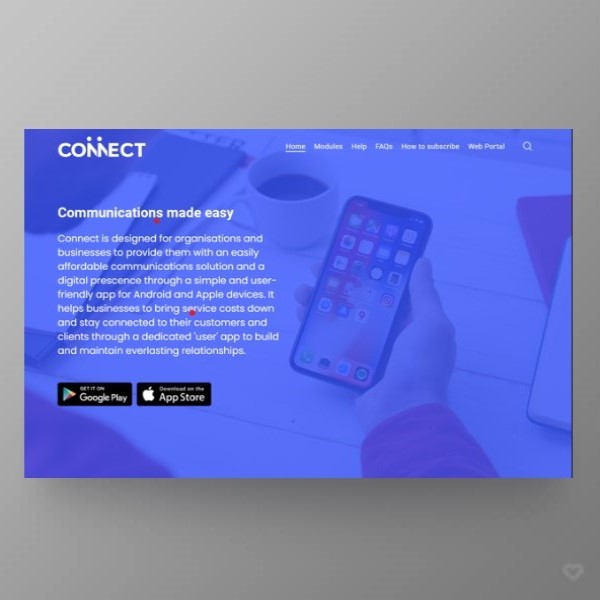 CONNECT
Home Modules Help FAQs How to subscribe Web Portal
Communications made easy
Connect is designed for organisations and
businesses to provide them with an easily
affordable communications solution and a
digital prescence through a simple and user-
friendly app for Android and Apple devices. It
helps businesses to bring service costs down
and stay connected to their customers and
clients through a dedicated 'user' app to build
and maintain everlasting relationships.
GET IT ON
Google Play
Download on the
App Store